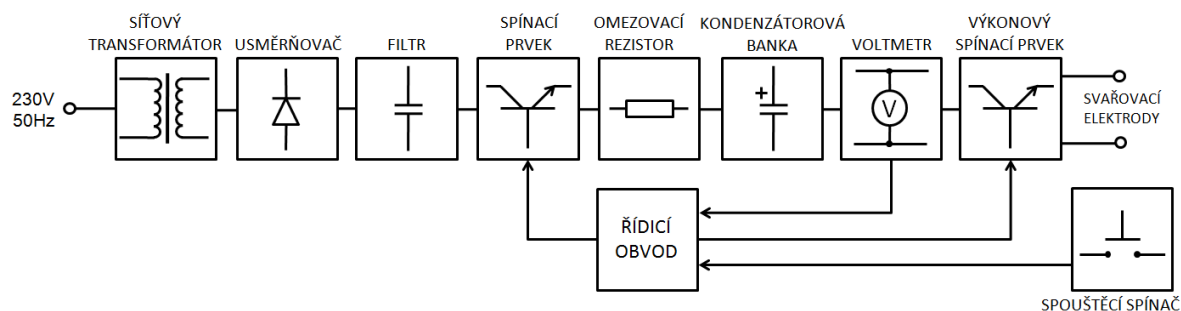 SÍŤOVÝ
TRANSFORMÁTOR
USMĚRŇOVAČ
FILTR
SPÍNACÍ
PRVEK
OMEZOVACÍ
REZISTOR
KONDENZÁTOROVÁ
BANKA
VOLTMETR
VÝKONOVÝ
SPÍNACÍ PRVEK
230V
50Hz
+
V
SVAŘOVACÍ
ELEKTRODY
ŘÍDICÍ
OBVOD
SPOUŠTĚCÍ SPÍNAČ